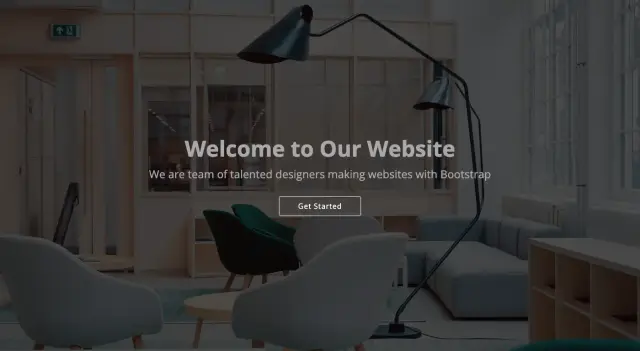 Welcome to Our Website
We are team of talented designers making websites with Bootstrap
Get Started